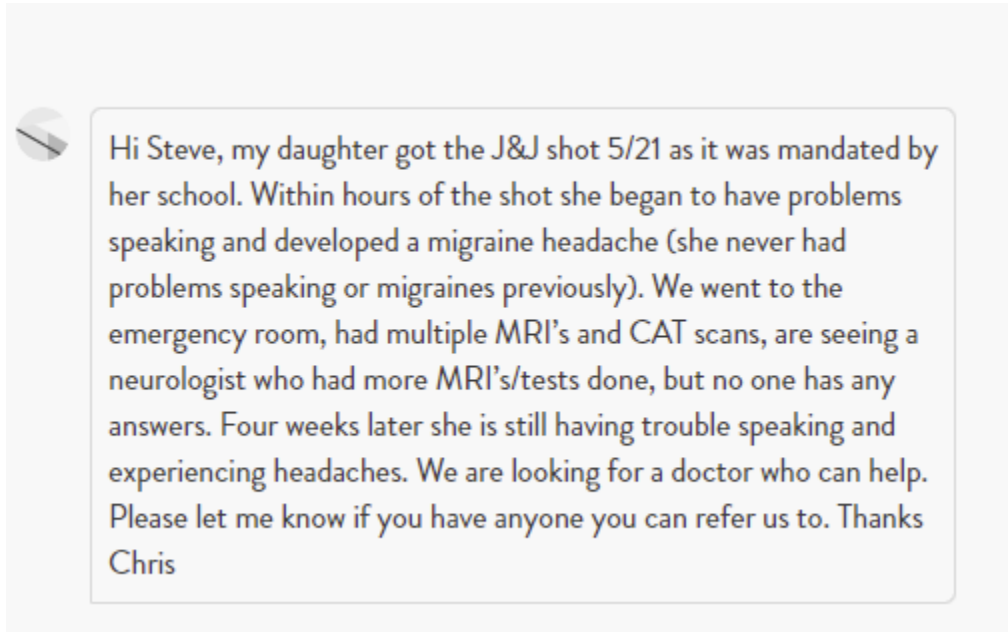 Hi Steve, my daughter got the J&J shot 5/21 as it was mandated by
her school. Within hours of the shot she began to have problems
speaking and developed a migraine headache (she never had
problems speaking or migraines previously). We went to the
emergency room, had multiple MRI's and CAT scans, are seeing a
neurologist who had more MRI's/tests done, but no one has any
answers. Four weeks later she is still having trouble speaking and
experiencing headaches. We are looking for a doctor who can help.
Please let me know if you have anyone you can refer us to. Thanks
Chris